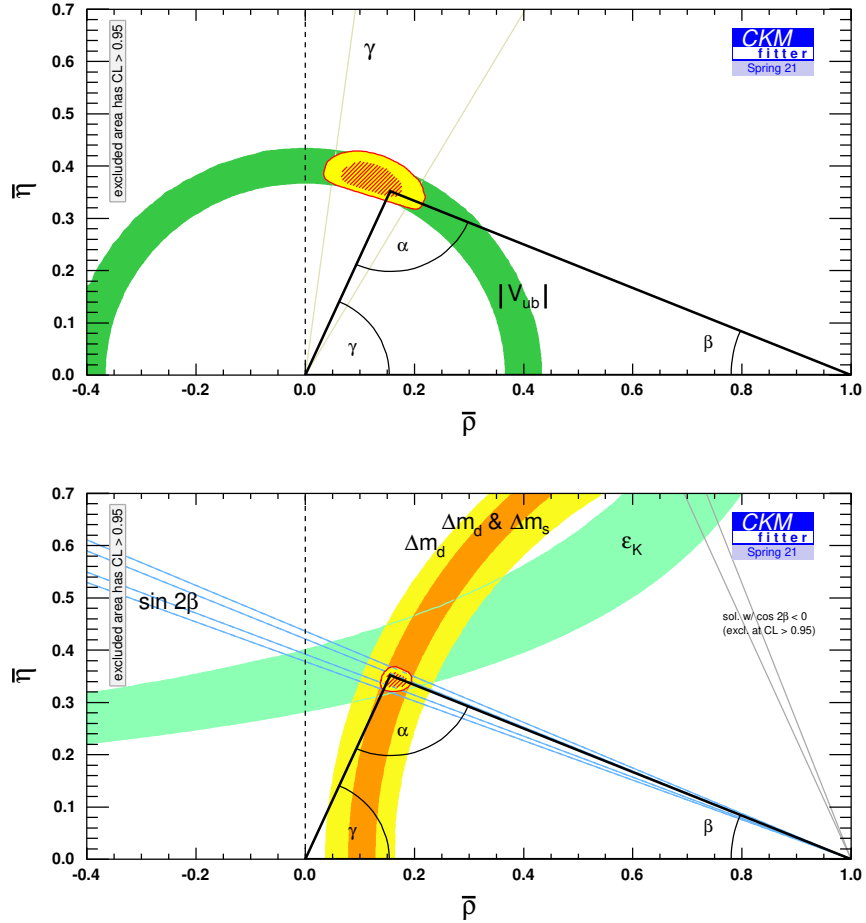 0.7
0.6
0.5
0.4
0.3
0.2
0.1
0.0
η̄
excluded area has CL > 0.95
γ
CKM
fitter
Spring 21
α
|V_ub|
γ
β
-0.4 -0.2 0.0 0.2 0.4 0.6 0.8 1.0
ρ̄
0.7
0.6
0.5
0.4
0.3
0.2
0.1
0.0
η̄
excluded area has CL > 0.95
Δm_d & Δm_s
Δm_d
ε_K
CKM
fitter
Spring 21
sin 2β
sol. w/ cos 2β < 0
(excl. at CL > 0.95)
α
γ
β
-0.4 -0.2 0.0 0.2 0.4 0.6 0.8 1.0
ρ̄